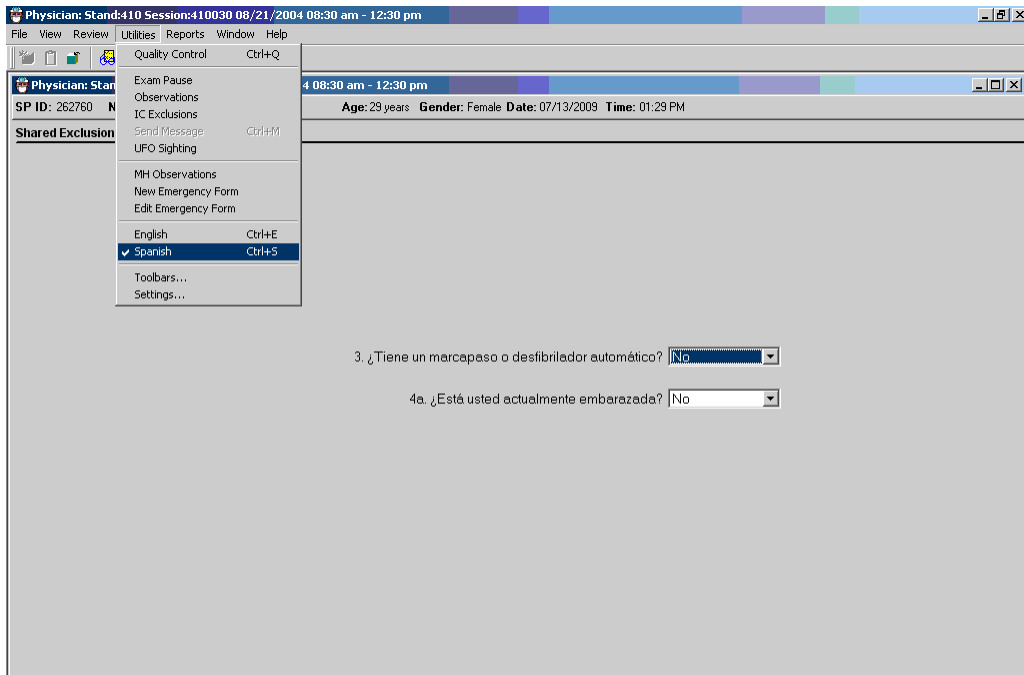 Physician: Stand:410 Session:410030 08/21/2004 08:30 am - 12:30 pm
File View Review Utilities Reports Window Help
Quality Control Ctrl+Q
Exam Pause
Observations
IC Exclusions
Send Message Ctrl+M
UFO Sighting
MH Observations
New Emergency Form
Edit Emergency Form
English Ctrl+E
Spanish Ctrl+S
Toolbars...
Settings...
Physician: Stan 4 08:30 am - 12:30 pm
SP ID: 262760 N Age: 29 years Gender: Female Date: 07/13/2009 Time: 01:29 PM
Shared Exclusion
3. ¿Tiene un marcapaso o desfibrilador automático? No
4a. ¿Está usted actualmente embarazada? No